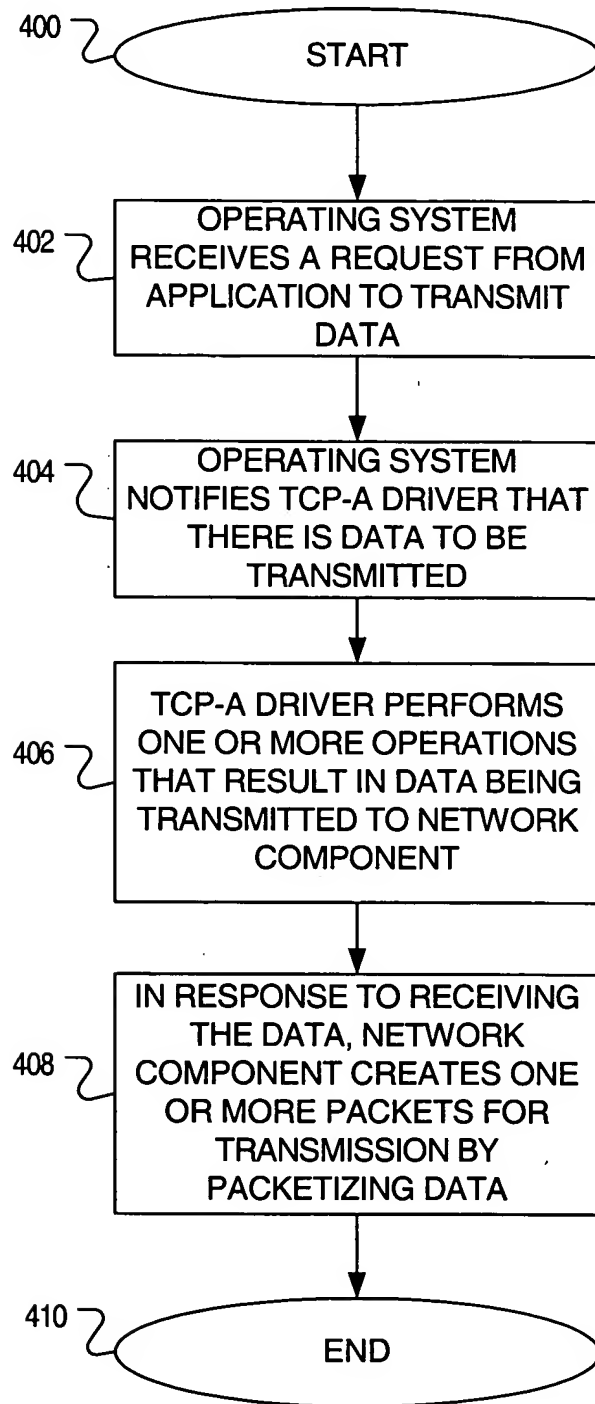 400
START
402
OPERATING SYSTEM
RECEIVES A REQUEST FROM
APPLICATION TO TRANSMIT
DATA
404
OPERATING SYSTEM
NOTIFIES TCP-A DRIVER THAT
THERE IS DATA TO BE
TRANSMITTED
406
TCP-A DRIVER PERFORMS
ONE OR MORE OPERATIONS
THAT RESULT IN DATA BEING
TRANSMITTED TO NETWORK
COMPONENT
408
IN RESPONSE TO RECEIVING
THE DATA, NETWORK
COMPONENT CREATES ONE
OR MORE PACKETS FOR
TRANSMISSION BY
PACKETIZING DATA
410
END